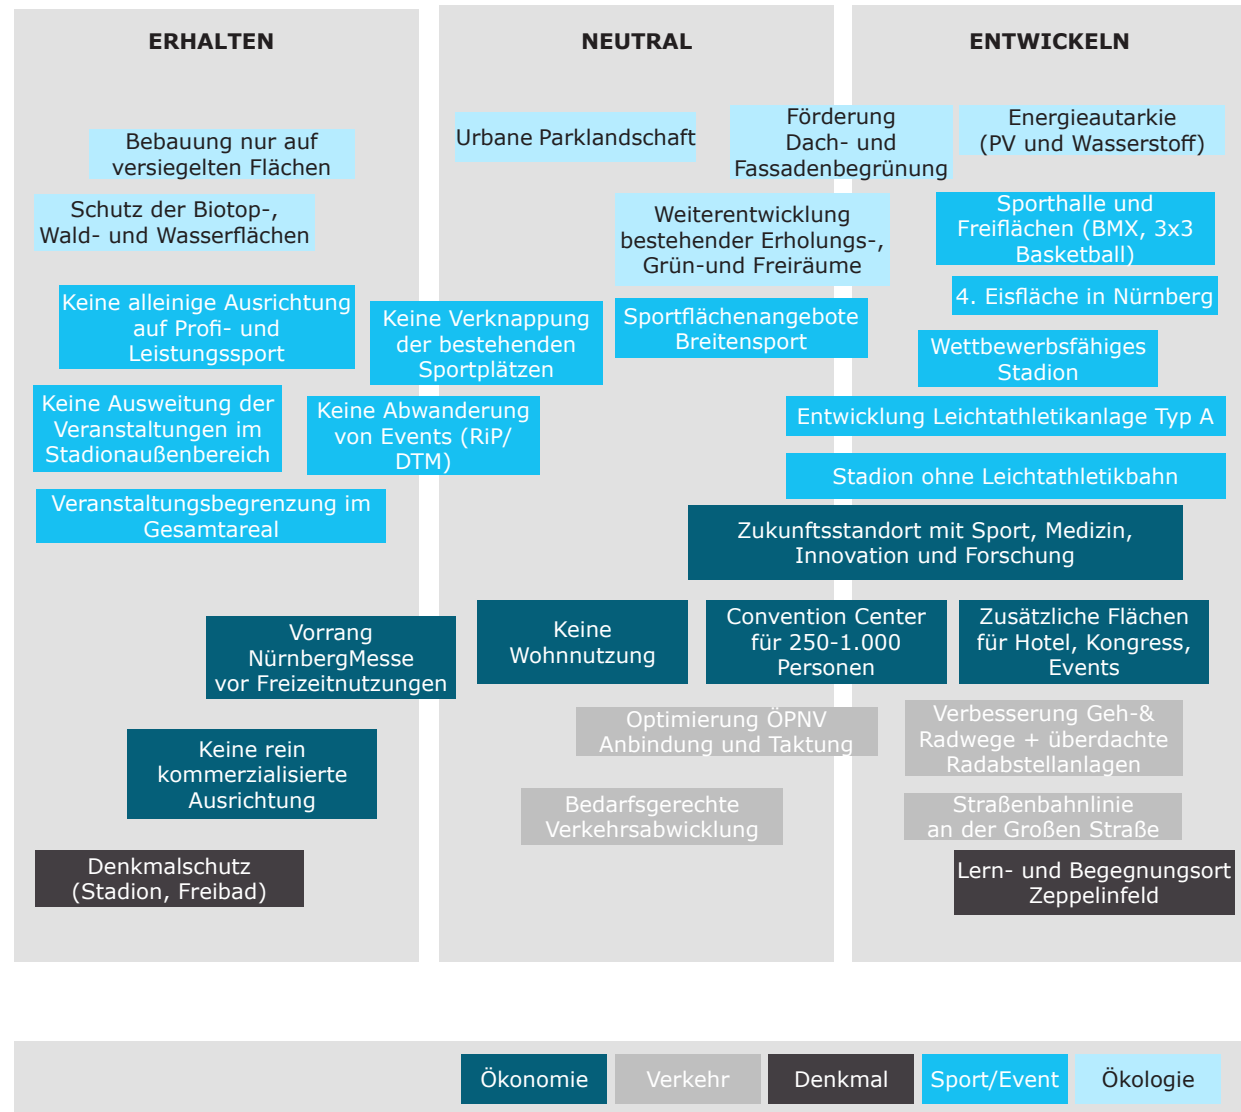 ERHALTEN
NEUTRAL
ENTWICKELN
Bebauung nur auf
versiegelten Flächen
Urbane Parklandschaft
Förderung
Dach- und
Fassadenbegrünung
Energieautarkie
(PV und Wasserstoff)
Schutz der Biotop-,
Wald- und Wasserflächen
Weiterentwicklung
bestehender Erholungs-,
Grün-und Freiräume
Sporthalle und
Freiflächen (BMX, 3x3
Basketball)
Keine alleinige Ausrichtung
auf Profi- und
Leistungssport
Keine Verknappung
der bestehenden
Sportplätzen
Sportflächenangebote
Breitensport
4. Eisfläche in Nürnberg
Wettbewerbsfähiges
Stadion
Keine Ausweitung der
Veranstaltungen im
Stadionaußenbereich
Keine Abwanderung
von Events (RiP/
DTM)
Entwicklung Leichtathletikanlage Typ A
Stadion ohne Leichtathletikbahn
Veranstaltungsbegrenzung im
Gesamtareal
Zukunftsstandort mit Sport, Medizin,
Innovation und Forschung
Vorrang
NürnbergMesse
vor Freizeitnutzungen
Keine
Wohnnutzung
Convention Center
für 250-1.000
Personen
Zusätzliche Flächen
für Hotel, Kongress,
Events
Optimierung ÖPNV
Anbindung und Taktung
Verbesserung Geh-&
Radwege + überdachte
Radabstellanlagen
Keine rein
kommerzialisierte
Ausrichtung
Bedarfsgerechte
Verkehrsabwicklung
Straßenbahnlinie
an der Großen Straße
Denkmalschutz
(Stadion, Freibad)
Lern- und Begegnungsort
Zeppelinfeld
Ökonomie
Verkehr
Denkmal
Sport/Event
Ökologie